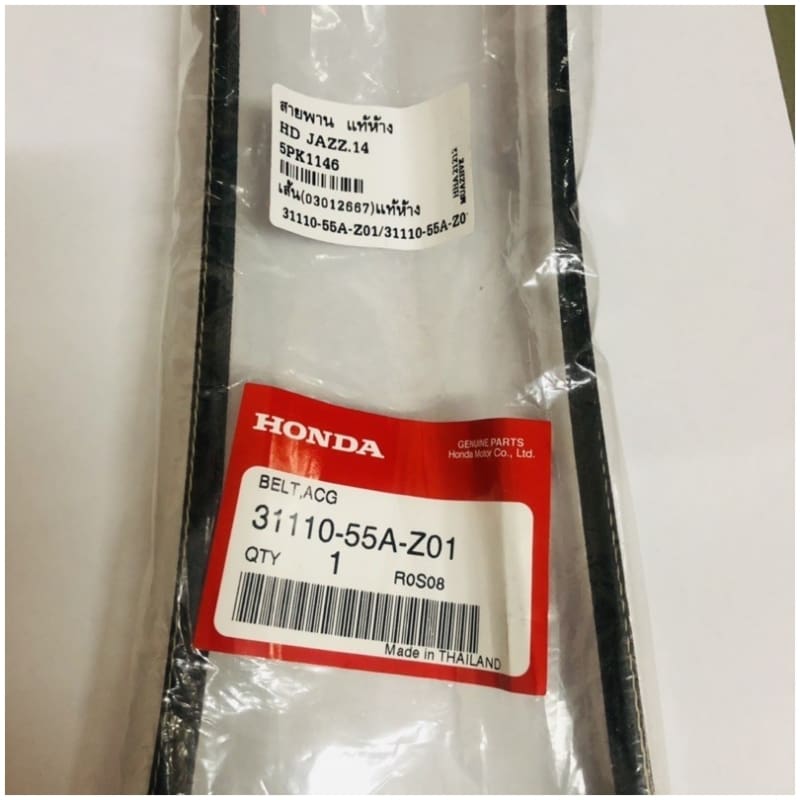 สายพาน แท้ห้าง
HD JAZZ.14
5PK1146
เส้น(03012667)แท้ห้าง
31110-55A-Z01/31110-55A-Z0
HONDA
GENUINE PARTS
Honda Motor Co., Ltd.
BELT,ACG
31110-55A-Z01
QTY 1 R0S08
Made in THAILAND